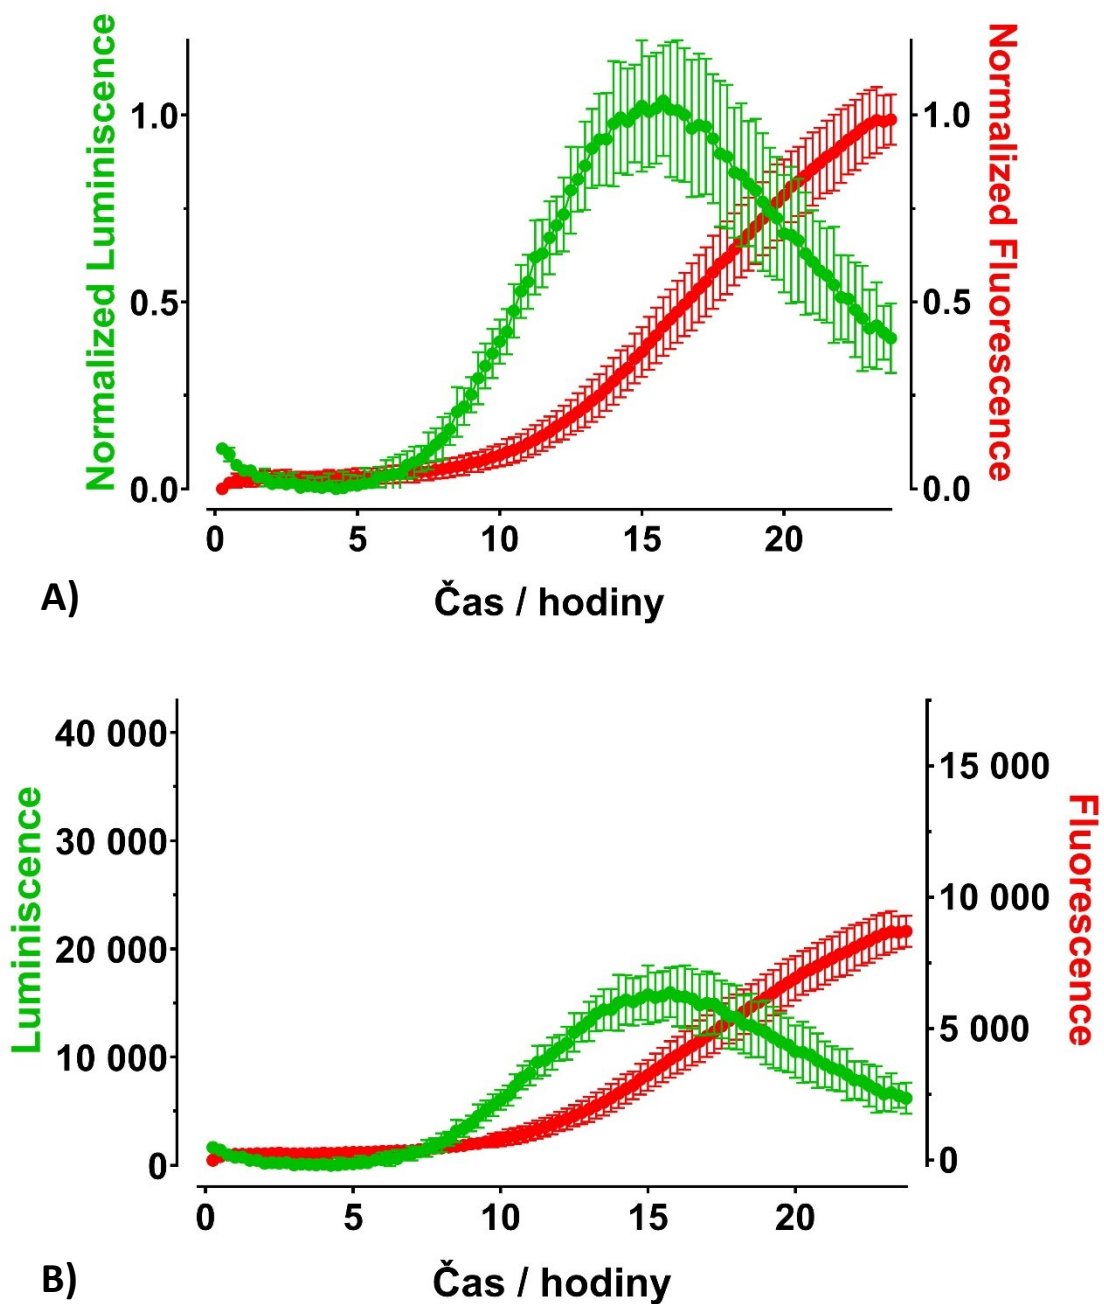 Normalized Luminiscence
1.0
0.5
0.0
1.0
0.5
0.0
Normalized Fluorescence
0 5 10 15 20
Čas / hodiny
A)
Luminiscence
40 000
30 000
20 000
10 000
0
15 000
10 000
5 000
0
Fluorescence
0 5 10 15 20
Čas / hodiny
B)